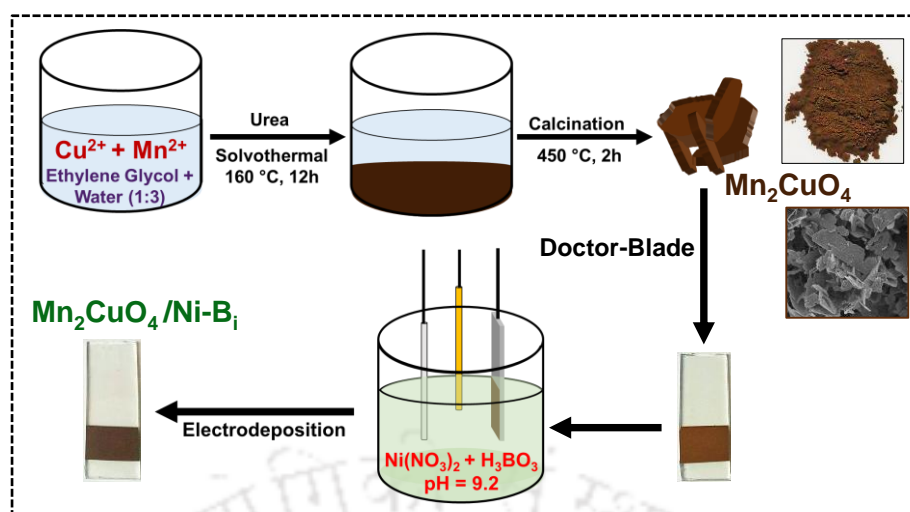 Cu²⁺ + Mn²⁺
Ethylene Glycol +
Water (1:3)
Urea
Solvothermal
160 °C, 12h
Calcination
450 °C, 2h
Mn₂CuO₄
Doctor-Blade
Ni(NO₃)₂ + H₃BO₃
pH = 9.2
Electrodeposition
Mn₂CuO₄ /Ni-Bᵢ